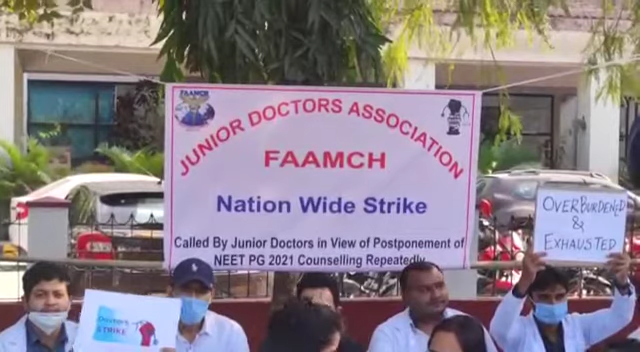 FAAMCH
JUNIOR DOCTORS ASSOCIATION
FAAMCH
Nation Wide Strike
Called By Junior Doctors in View of Postponement of
NEET PG 2021 Counselling Repeatedly
OVERBURDENED
&
EXHAUSTED
Doctors
STRIKE